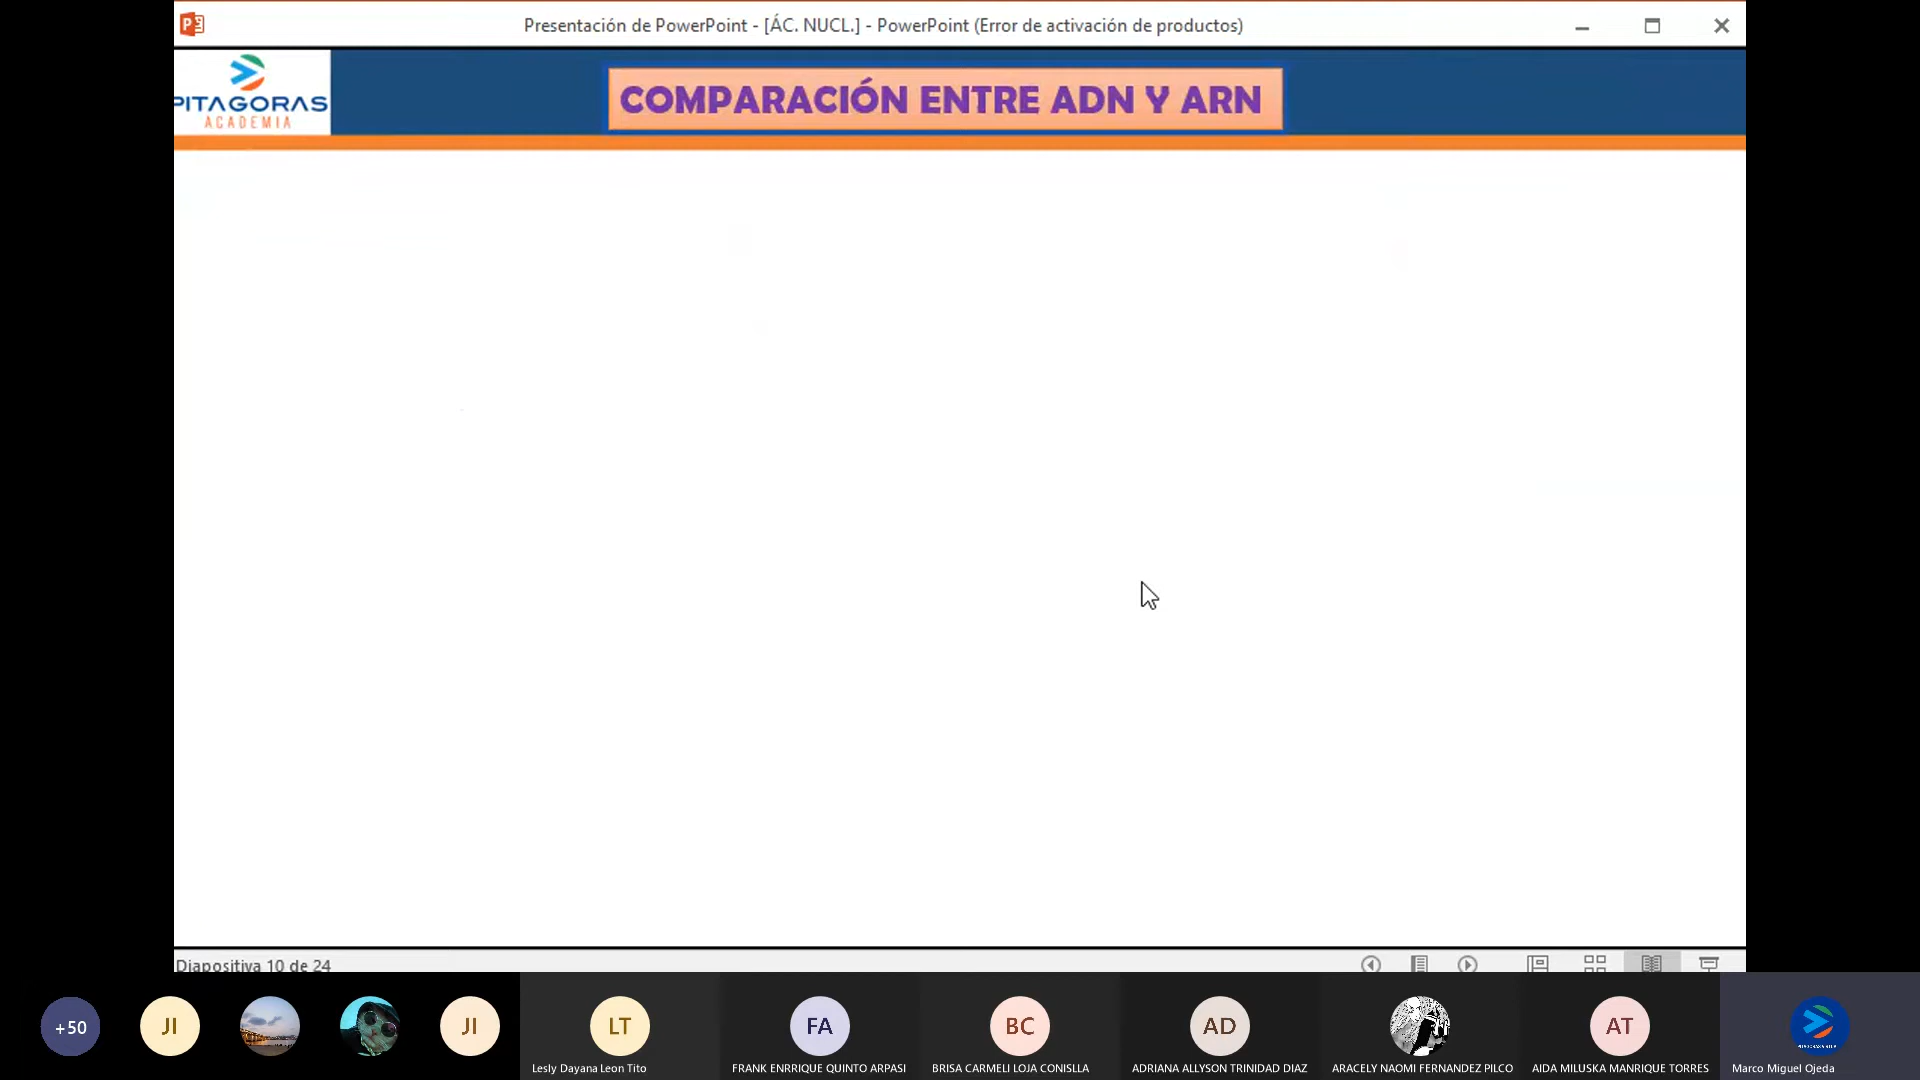 Presentación de PowerPoint - [ÁC. NUCL.] - PowerPoint (Error de activación de productos)
PITAGORAS
ACADEMIA
COMPARACIÓN ENTRE ADN Y ARN
Diapositiva 10 de 24
+50
JI
JI
LT
FA
BC
AD
AT
Lesly Dayana Leon Tito
FRANK ENRRIQUE QUINTO ARPASI
BRISA CARMELI LOJA CONISLLA
ADRIANA ALLYSON TRINIDAD DIAZ
ARACELY NAOMI FERNANDEZ PILCO
AIDA MILUSKA MANRIQUE TORRES
Marco Miguel Ojeda